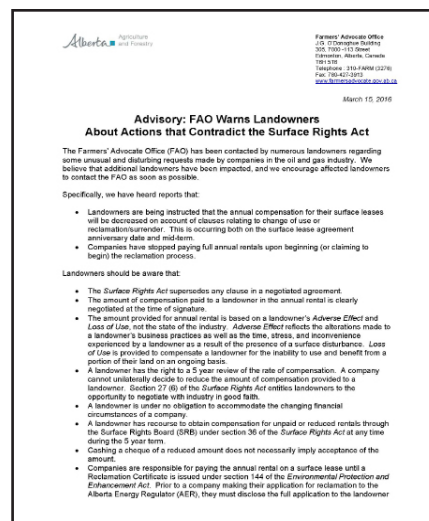 Alberta Agriculture
and Forestry
Farmers' Advocate Office
J.G. O'Donoghue Building
305, 7000 -113 Street
Edmonton, Alberta, Canada
T6H 5T6
Telephone : 310-FARM (3276)
Fax: 780-427-3913
www.farmersadvocate.gov.ab.ca
March 15, 2016
Advisory: FAO Warns Landowners
About Actions that Contradict the Surface Rights Act
The Farmers' Advocate Office (FAO) has been contacted by numerous landowners regarding
some unusual and disturbing requests made by companies in the oil and gas industry. We
believe that additional landowners have been impacted, and we encourage affected landowners
to contact the FAO as soon as possible.
Specifically, we have heard reports that:
• Landowners are being instructed that the annual compensation for their surface leases
will be decreased on account of clauses relating to change of use or
reclamation/surrender. This is occurring both on the surface lease agreement
anniversary date and mid-term.
• Companies have stopped paying full annual rentals upon beginning (or claiming to
begin) the reclamation process.
Landowners should be aware that:
• The Surface Rights Act supersedes any clause in a negotiated agreement.
• The amount of compensation paid to a landowner in the annual rental is clearly
negotiated at the time of signature.
• The amount provided for annual rental is based on a landowner's Adverse Effect and
Loss of Use, not the state of the industry. Adverse Effect reflects the alterations made to
a landowner's business practices as well as the time, stress, and inconvenience
experienced by a landowner as a result of the presence of a surface disturbance. Loss
of Use is provided to compensate a landowner for the inability to use and benefit from a
portion of their land on an ongoing basis.
• A landowner has the right to a 5 year review of the rate of compensation. A company
cannot unilaterally decide to reduce the amount of compensation provided to a
landowner. Section 27 (6) of the Surface Rights Act entitles landowners to the
opportunity to negotiate with industry in good faith.
• A landowner is under no obligation to accommodate the changing financial
circumstances of a company.
• A landowner has recourse to obtain compensation for unpaid or reduced rentals through
the Surface Rights Board (SRB) under section 36 of the Surface Rights Act at any time
during the 5 year term.
• Cashing a cheque of a reduced amount does not necessarily imply acceptance of the
amount.
• Companies are responsible for paying the annual rental on a surface lease until a
Reclamation Certificate is issued under section 144 of the Environmental Protection and
Enhancement Act. Prior to a company making their application for reclamation to the
Alberta Energy Regulator (AER), they must disclose the full application to the landowner